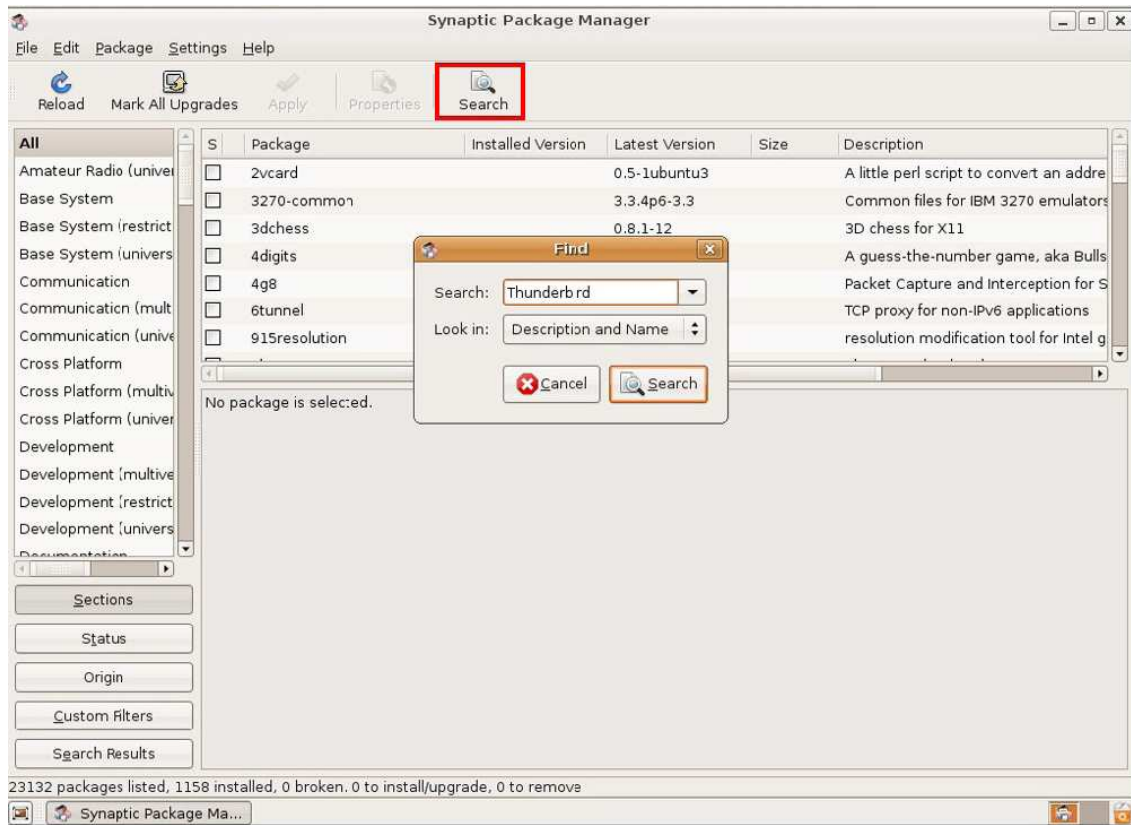 Synaptic Package Manager
File Edit Package Settings Help
Reload Mark All Upgrades Apply Properties Search
All
Amateur Radio (univer
Base System
Base System (restrict
Base System (univers
Communication
Communication (mult
Communication (unive
Cross Platform
Cross Platform (multiv
Cross Platform (univer
Development
Development (multive
Development (restrict
Development (univers
Documentation
S Package Installed Version Latest Version Size Description
2vcard 0.5-1ubuntu3 A little perl script to convert an addre
3270-common 3.3.4p6-3.3 Common files for IBM 3270 emulators
3dchess 0.8.1-12 3D chess for X11
4digits A guess-the-number game, aka Bulls
4g8 Packet Capture and Interception for S
6tunnel TCP proxy for non-IPv6 applications
915resolution resolution modification tool for Intel g
No package is selected.
Find
Search: Thunderbird
Look in: Description and Name
Cancel Search
Sections
Status
Origin
Custom Filters
Search Results
23132 packages listed, 1158 installed, 0 broken. 0 to install/upgrade, 0 to remove
Synaptic Package Ma...